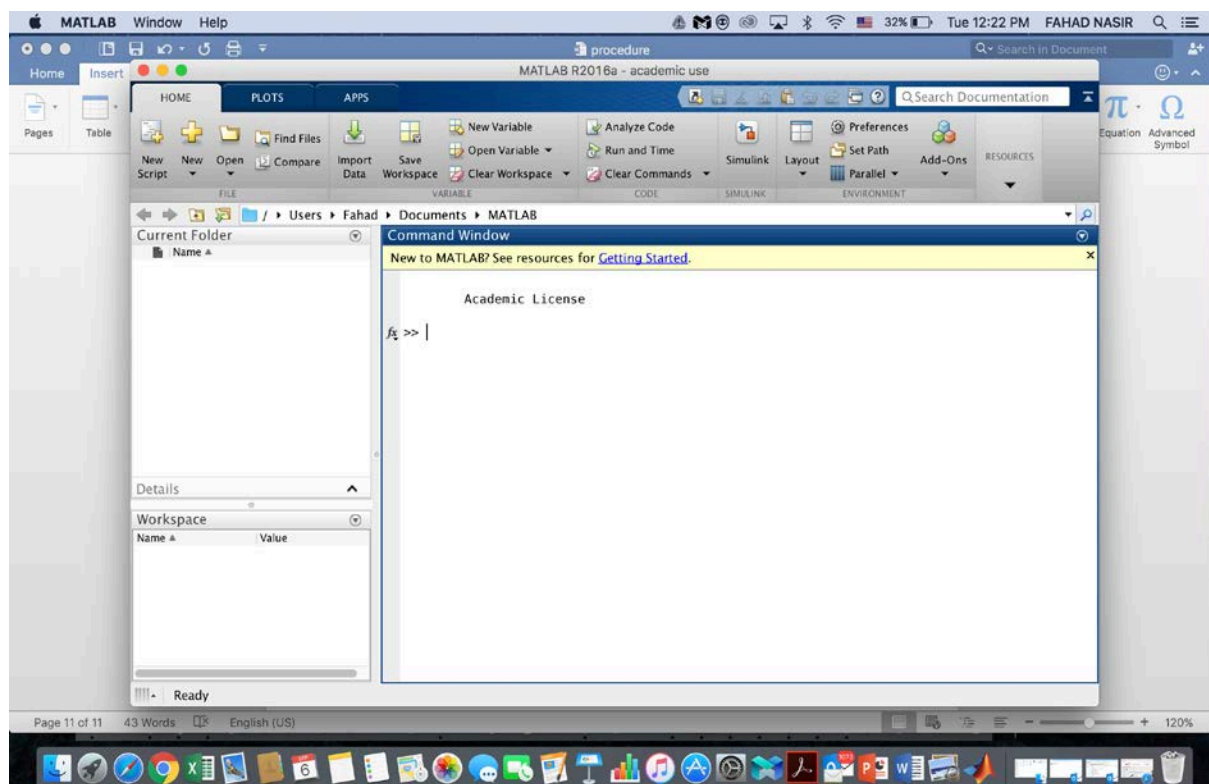 MATLAB Window Help 32% Tue 12:22 PM FAHAD NASIR
procedure Search in Document
Home Insert
MATLAB R2016a - academic use
HOME PLOTS APPS Search Documentation
Pages Table
New Script New Open Find Files Compare Import Data Save Workspace New Variable Open Variable Clear Workspace Analyze Code Run and Time Clear Commands Simulink Layout Preferences Set Path Parallel Add-Ons RESOURCES
Equation Advanced Symbol
FILE VARIABLE CODE SIMULINK ENVIRONMENT
/ Users Fahad Documents MATLAB
Current Folder Command Window
Name
New to MATLAB? See resources for Getting Started.
Academic License
fx >>
Details
Workspace
Name Value
Ready
Page 11 of 11 43 Words English (US) 120%
6